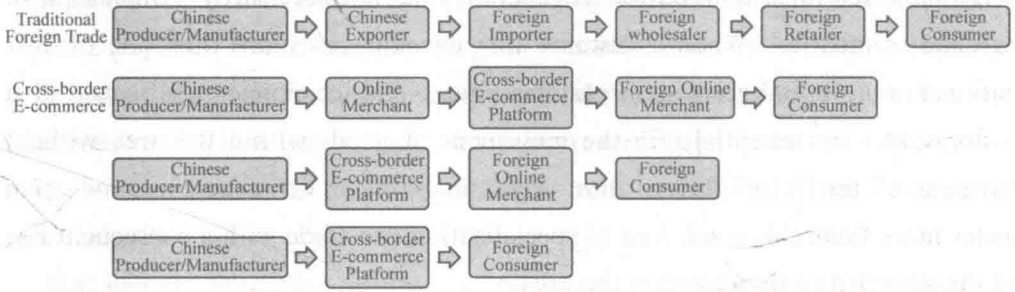 Traditional
Foreign Trade
Chinese
Producer/Manufacturer
Chinese
Exporter
Foreign
Importer
Foreign
wholesaler
Foreign
Retailer
Foreign
Consumer
Cross-border
E-commerce
Chinese
Producer/Manufacturer
Online
Merchant
Cross-border
E-commerce
Platform
Foreign Online
Merchant
Foreign
Consumer
Chinese
Producer/Manufacturer
Cross-border
E-commerce
Platform
Foreign
Online
Merchant
Foreign
Consumer
Chinese
Producer/Manufacturer
Cross-border
E-commerce
Platform
Foreign
Consumer